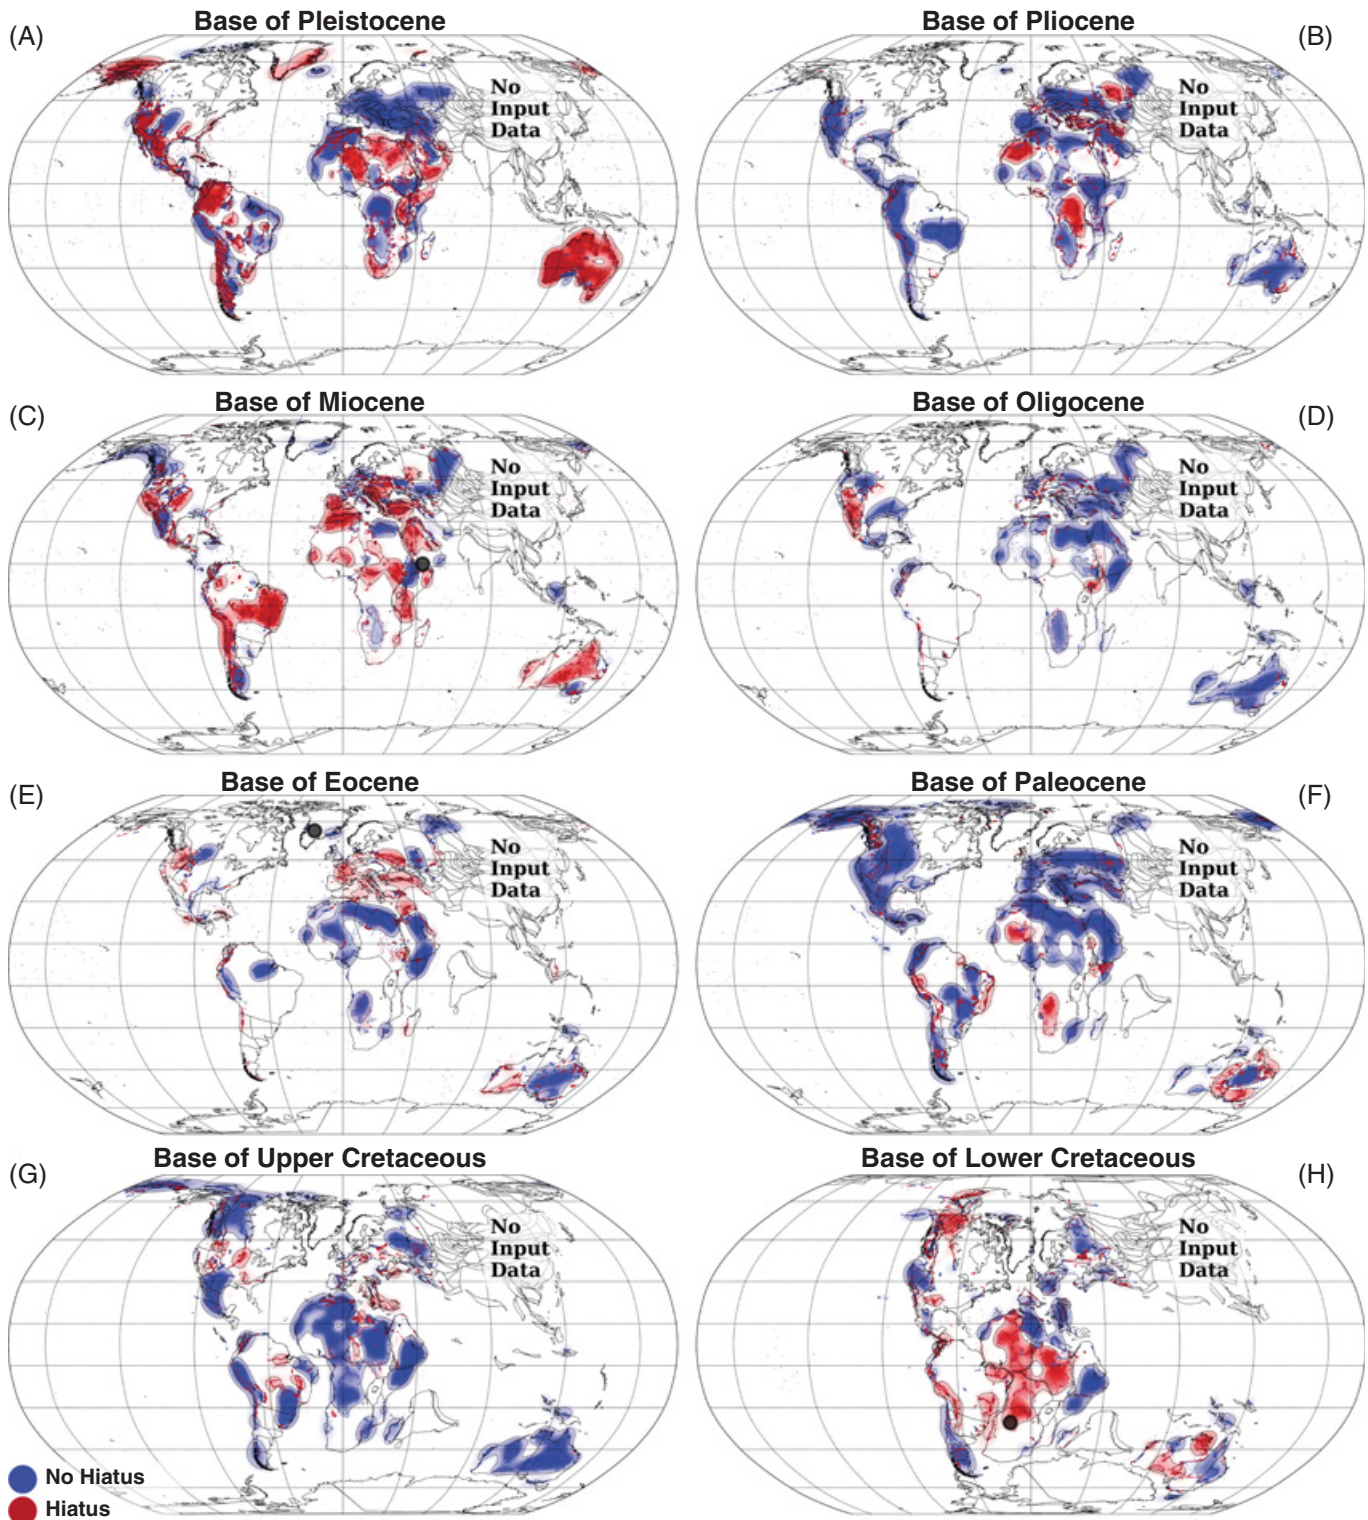 Base of Pleistocene
(A)
No
Input
Data
Base of Pliocene
(B)
No
Input
Data
Base of Miocene
(C)
No
Input
Data
Base of Oligocene
(D)
No
Input
Data
Base of Eocene
(E)
No
Input
Data
Base of Paleocene
(F)
No
Input
Data
Base of Upper Cretaceous
(G)
No
Input
Data
Base of Lower Cretaceous
(H)
No
Input
Data
No Hiatus
Hiatus